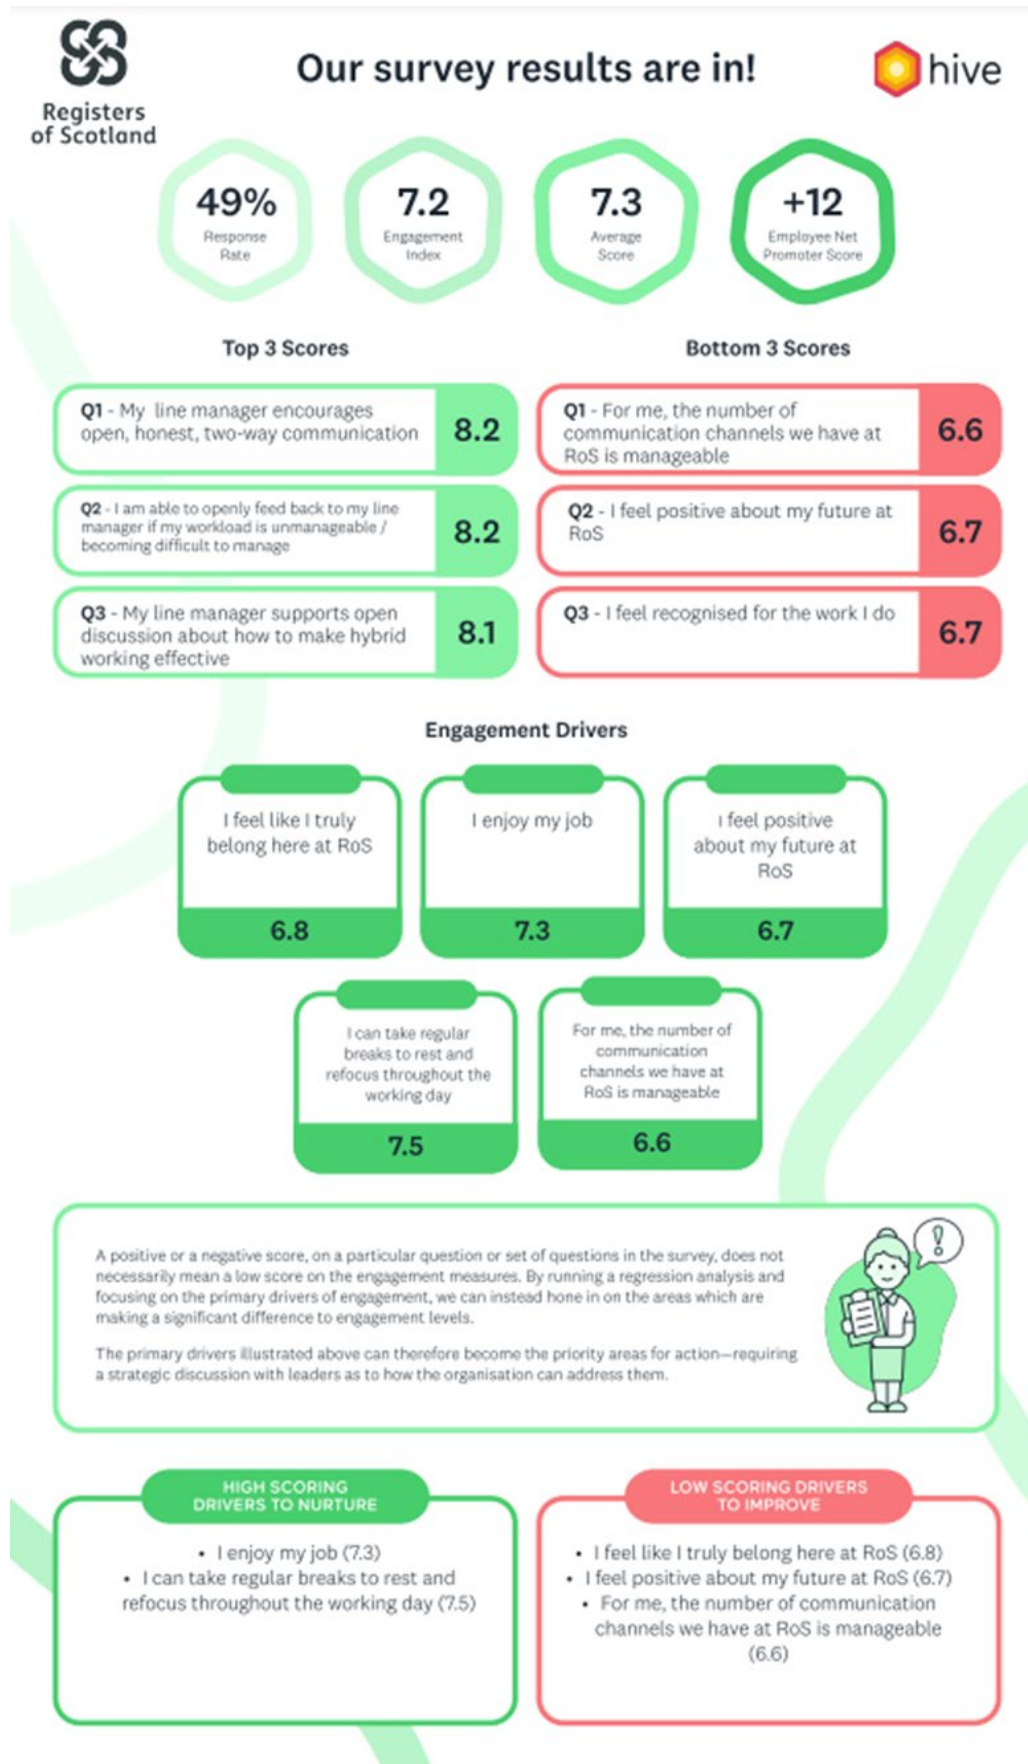 Registers
of Scotland
Our survey results are in!
hive
49%
Response
Rate
7.2
Engagement
Index
7.3
Average
Score
+12
Employee Net
Promoter Score
Top 3 Scores
Q1 - My line manager encourages
open, honest, two-way communication
8.2
Q2 - I am able to openly feed back to my line
manager if my workload is unmanageable /
becoming difficult to manage
8.2
Q3 - My line manager supports open
discussion about how to make hybrid
working effective
8.1
Bottom 3 Scores
Q1 - For me, the number of
communication channels we have at
RoS is manageable
6.6
Q2 - I feel positive about my future at
RoS
6.7
Q3 - I feel recognised for the work I do
6.7
Engagement Drivers
I feel like I truly
belong here at RoS
6.8
I enjoy my job
7.3
I feel positive
about my future at
RoS
6.7
I can take regular
breaks to rest and
refocus throughout the
working day
7.5
For me, the number of
communication
channels we have at
RoS is manageable
6.6
A positive or a negative score, on a particular question or set of questions in the survey, does not
necessarily mean a low score on the engagement measures. By running a regression analysis and
focusing on the primary drivers of engagement, we can instead hone in on the areas which are
making a significant difference to engagement levels.
The primary drivers illustrated above can therefore become the priority areas for action—requiring
a strategic discussion with leaders as to how the organisation can address them.
!
HIGH SCORING
DRIVERS TO NURTURE
• I enjoy my job (7.3)
• I can take regular breaks to rest and
refocus throughout the working day (7.5)
LOW SCORING DRIVERS
TO IMPROVE
• I feel like I truly belong here at RoS (6.8)
• I feel positive about my future at RoS (6.7)
• For me, the number of communication
channels we have at RoS is manageable
(6.6)